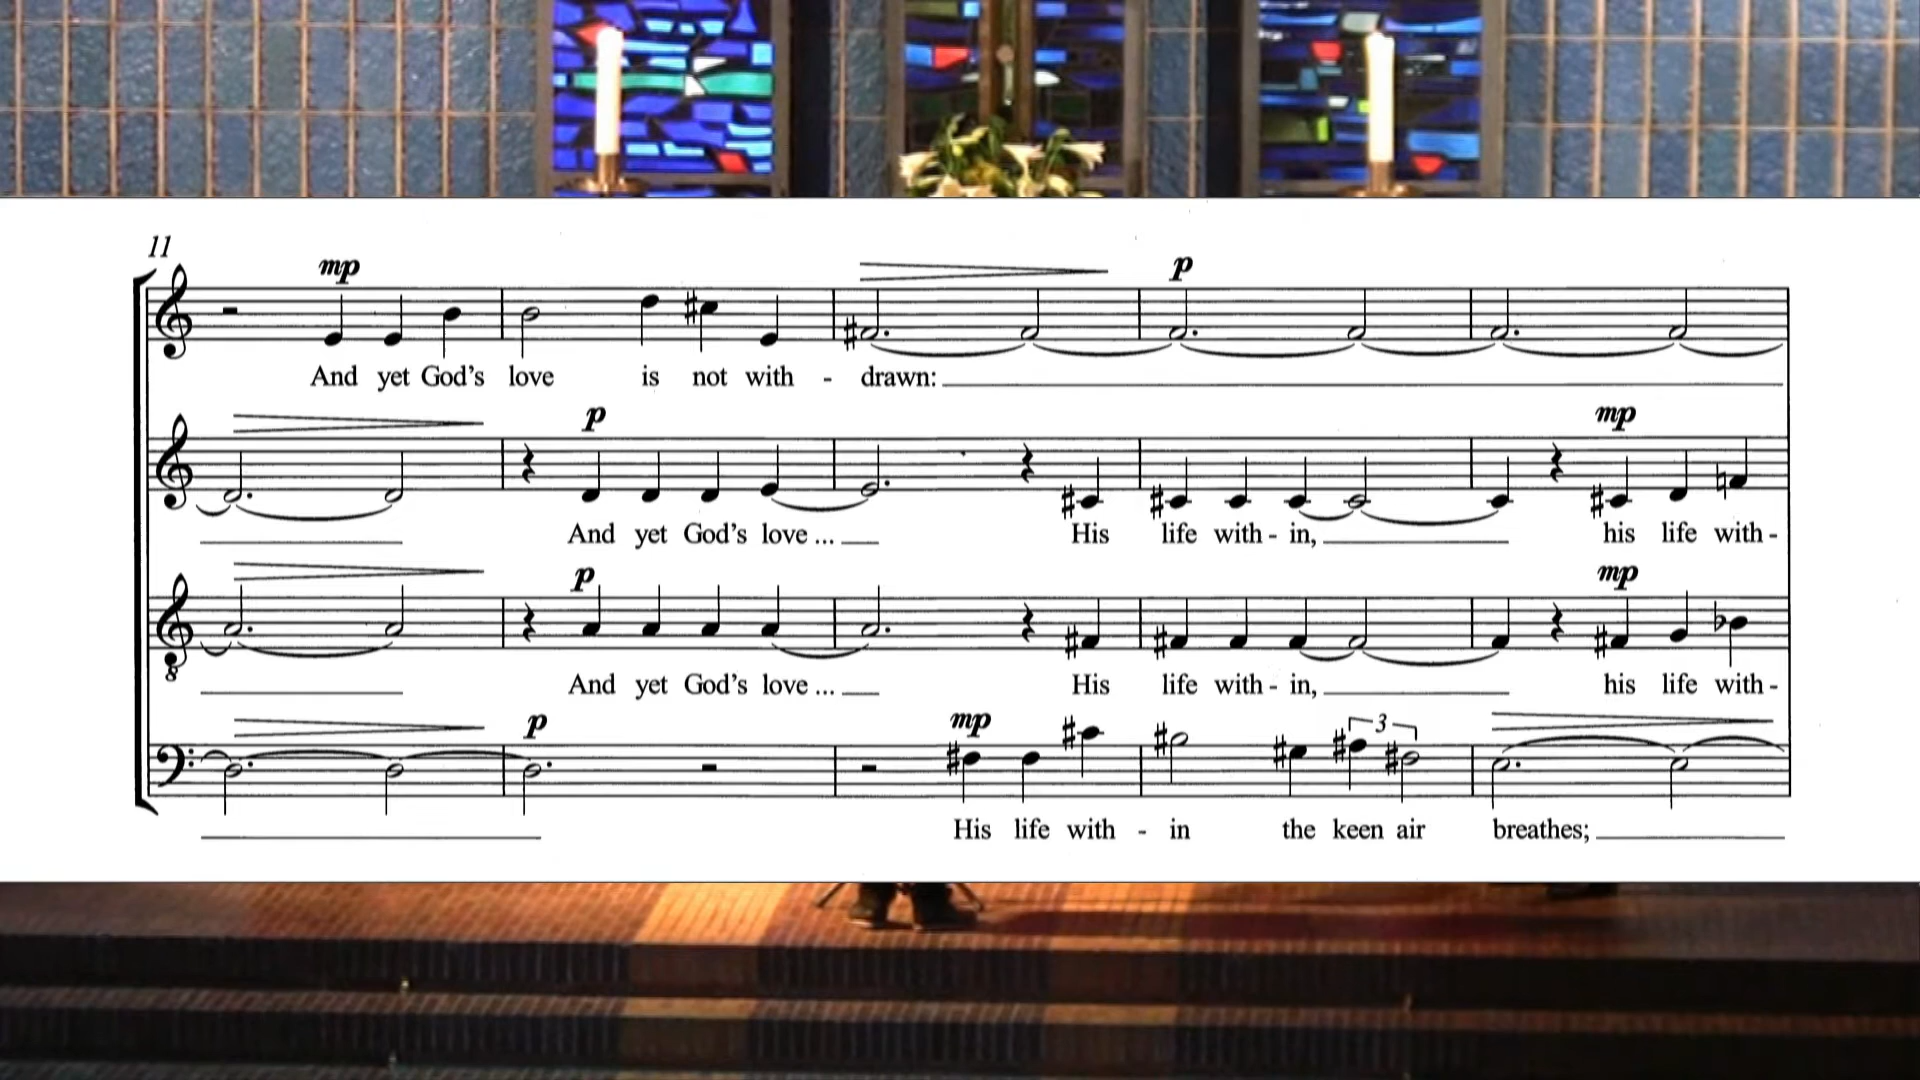 11
mp
And yet God's love is not with - drawn:
p
p mp
And yet God's love ... His life with - in, his life with -
p mp
And yet God's love ... His life with - in, his life with -
p mp 3
His life with - in the keen air breathes;